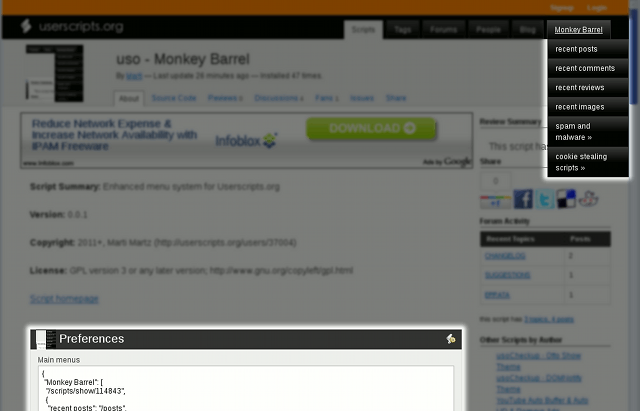 Signup Login
userscripts.org
Scripts Tags Forums People Blog Monkey Barrel
recent posts
recent comments
recent reviews
recent images
spam and
malware »
cookie stealing
scripts »
uso - Monkey Barrel
By Marti — Last update 26 minutes ago — Installed 47 times.
About Source Code Reviews 0 Discussions Fans 1 Issues Share
Reduce Network Expense &
Increase Network Availability with
IPAM Freeware
Infoblox
DOWNLOAD
www.Infoblox.com
Ads by Google
Review Summary
This script has
Share
0
+1
Script Summary: Enhanced menu system for Userscripts.org
Version: 0.0.1
Copyright: 2011+, Marti Martz (http://userscripts.org/users/37004)
License: GPL version 3 or any later version; http://www.gnu.org/copyleft/gpl.html
Script homepage
Forum Activity
Recent Topics Posts
CHANGELOG 2
SUGGESTIONS 1
ERRATA 1
this script has 3 topics, 4 posts
Other Scripts by Author
usoCheckup - Dfts Show
Theme
usoCheckup - DOMNotify
Theme
YouTube Auto Buffer & Auto
Preferences
Main menus
{
"Monkey Barrel": [
"/scripts/show/114843",
{
"recent posts": "/posts",